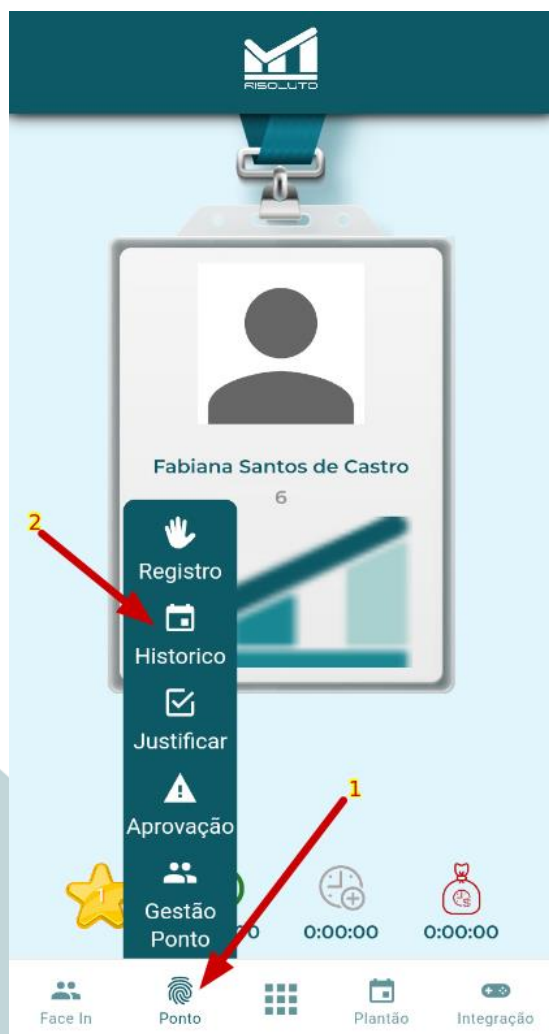 RISOLUTO
Fabiana Santos de Castro
6
2
Registro
Historico
Justificar
1
Aprovação
1
Gestão
Ponto
0:00:00
0:00:00
Face In
Ponto
Plantão
Integração